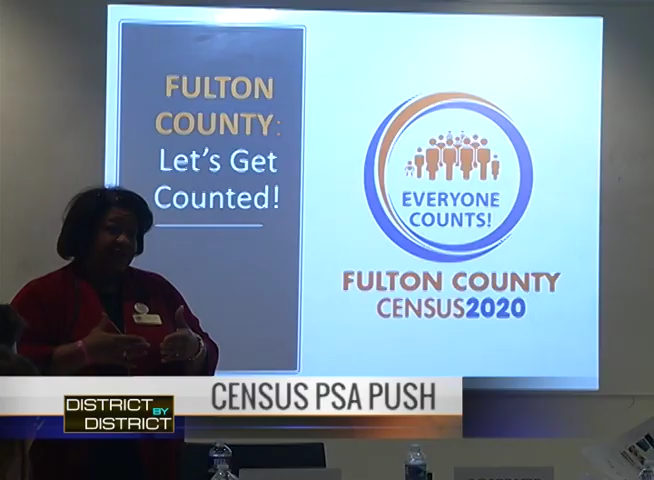 FULTON
COUNTY:
Let's Get
Counted!
EVERYONE
COUNTS!
FULTON COUNTY
CENSUS2020
CENSUS PSA PUSH
DISTRICT
BY
DISTRICT